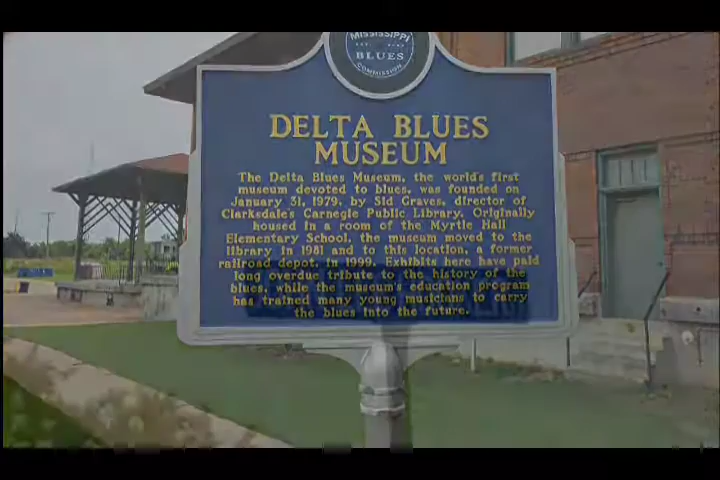 MISSISSIPPI
BLUES
COMMISSION
DELTA BLUES
MUSEUM
The Delta Blues Museum, the world's first
museum devoted to blues, was founded on
January 31, 1979, by Sid Graves, director of
Clarksdale's Carnegie Public Library. Originally
housed in a room of the Myrtle Hall
Elementary School, the museum moved to the
library in 1981 and to this location, a former
railroad depot, in 1999. Exhibits here have paid
long overdue tribute to the history of the
blues, while the museum's education program
has trained many young musicians to carry
the blues into the future.